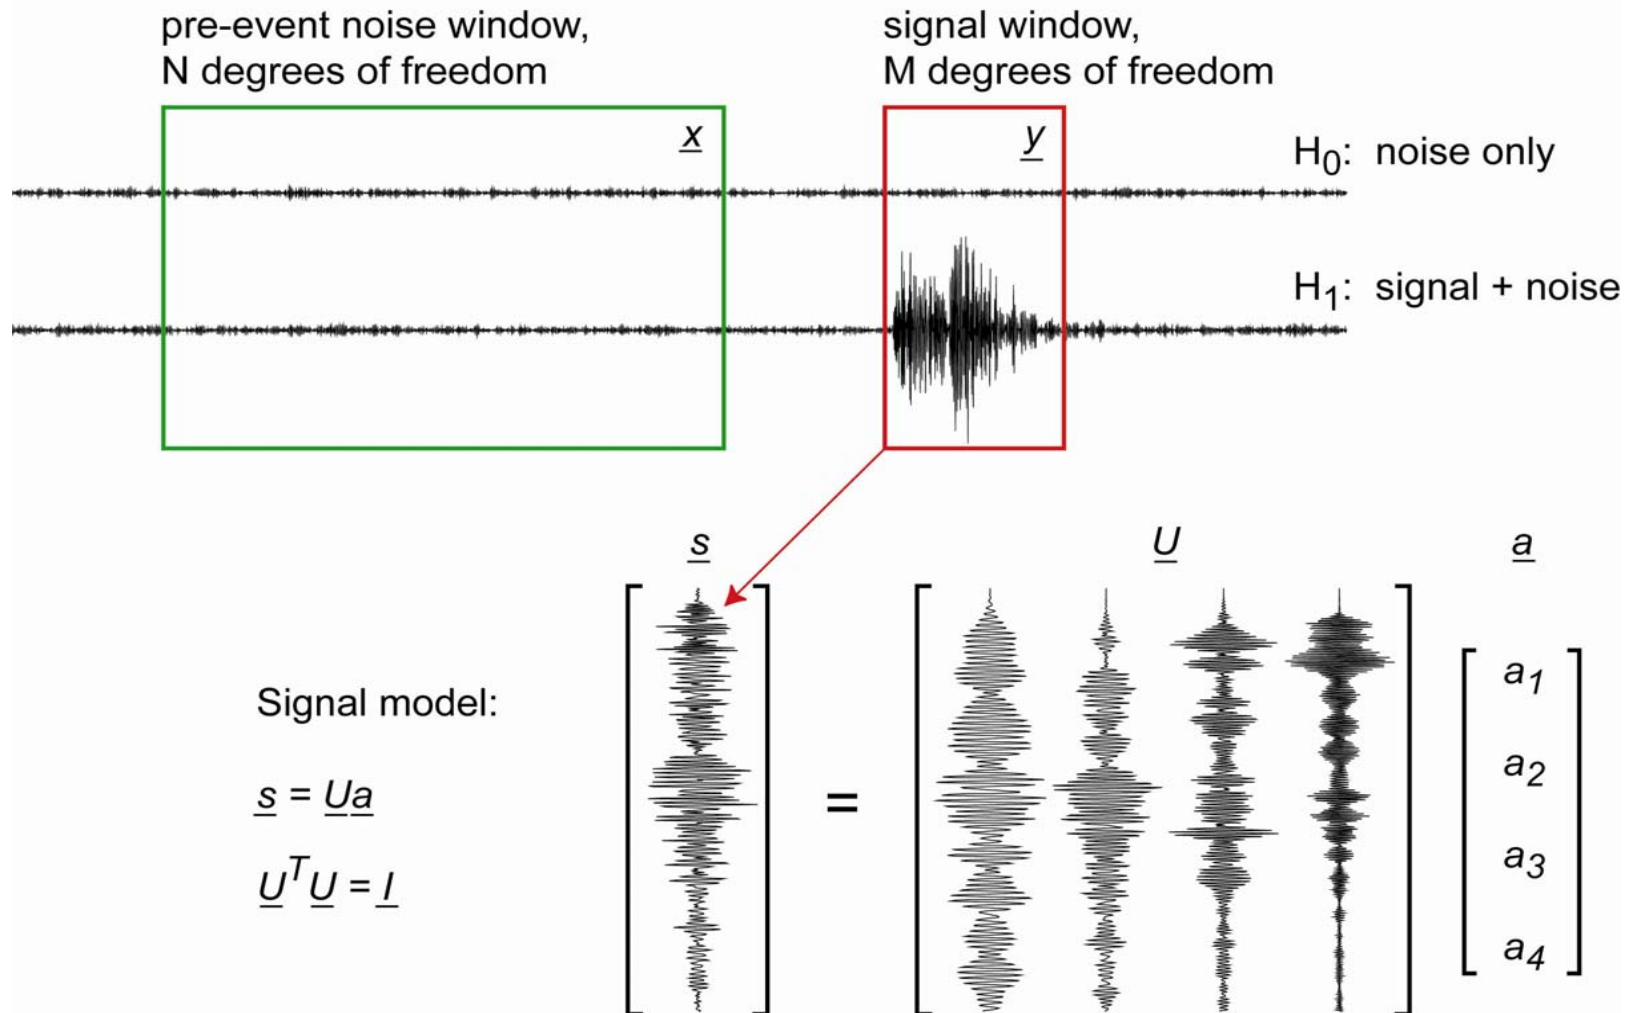 pre-event noise window,
N degrees of freedom
signal window,
M degrees of freedom
x
y
H0: noise only
H1: signal + noise
s
U
a
Signal model:
s = Ua
U^T U = I
=
a1
a2
a3
a4